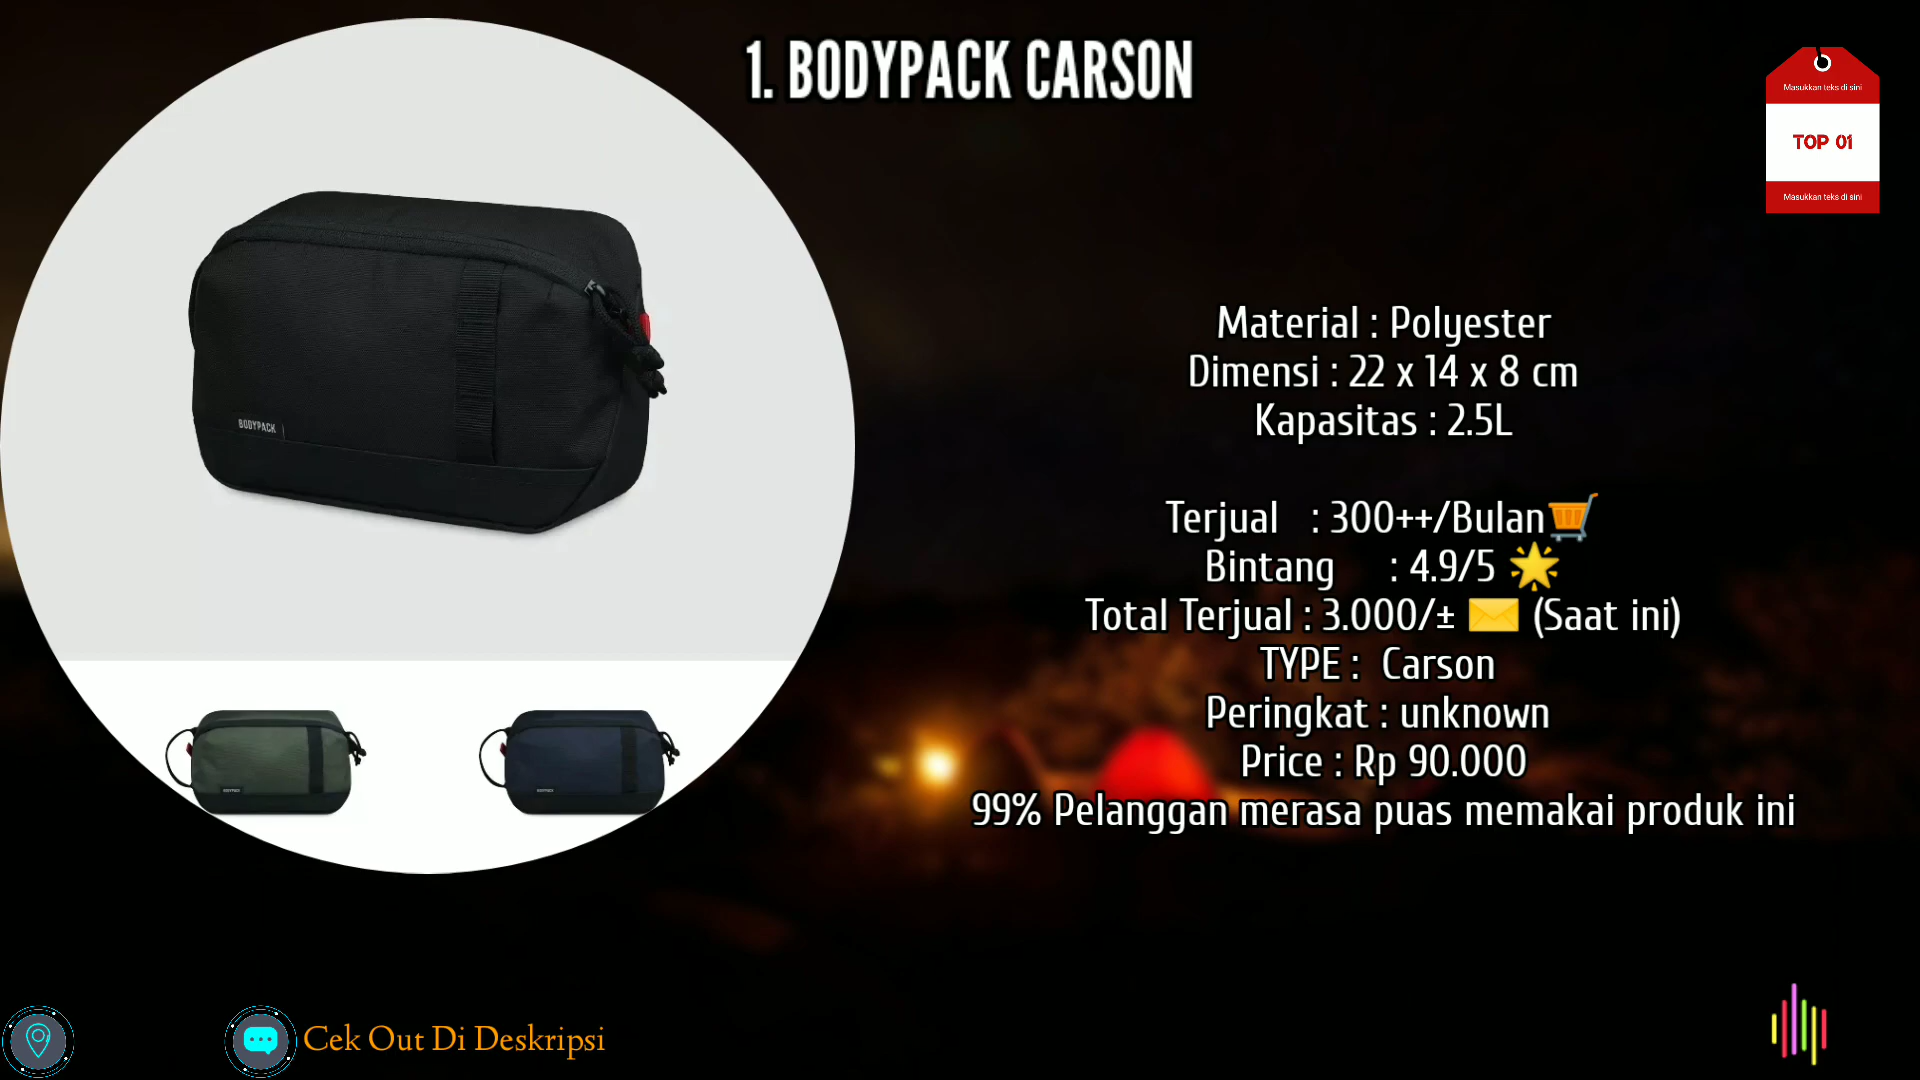 1. BODYPACK CARSON
Masukkan teks di sini
TOP 01
Masukkan teks di sini
BODYPACK
Material : Polyester
Dimensi : 22 x 14 x 8 cm
Kapasitas : 2.5L
Terjual : 300++/Bulan🛒
Bintang : 4.9/5 🌟
Total Terjual : 3.000/± ✉️ (Saat ini)
TYPE : Carson
Peringkat : unknown
Price : Rp 90.000
99% Pelanggan merasa puas memakai produk ini
Cek Out Di Deskripsi